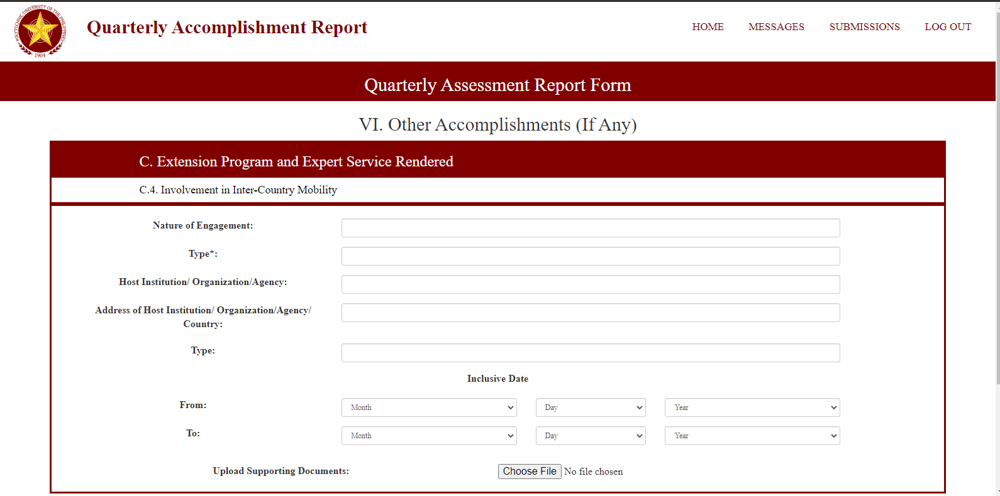 POLYTECHNIC UNIVERSITY OF THE PHILIPPINES
1904
Quarterly Accomplishment Report
HOME MESSAGES SUBMISSIONS LOG OUT
Quarterly Assessment Report Form
VI. Other Accomplishments (If Any)
C. Extension Program and Expert Service Rendered
C.4. Involvement in Inter-Country Mobility
Nature of Engagement:
Type*:
Host Institution/ Organization/Agency:
Address of Host Institution/ Organization/Agency/
Country:
Type:
Inclusive Date
From: Month Day Year
To: Month Day Year
Upload Supporting Documents: Choose File No file chosen